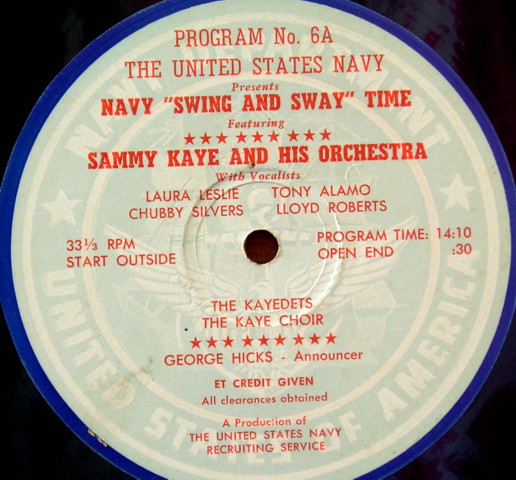 PROGRAM No. 6A
THE UNITED STATES NAVY
Presents
NAVY "SWING AND SWAY" TIME
Featuring
★★★ ★★★ ★★★
SAMMY KAYE AND HIS ORCHESTRA
With Vocalists
LAURA LESLIE TONY ALAMO
CHUBBY SILVERS LLOYD ROBERTS
33⅓ RPM PROGRAM TIME: 14:10
START OUTSIDE OPEN END :30
THE KAYEDETS
THE KAYE CHOIR
★★★ ★★★ ★★★
GEORGE HICKS - Announcer
ET CREDIT GIVEN
All clearances obtained
A Production of
THE UNITED STATES NAVY
RECRUITING SERVICE
NAVY DEPARTMENT
UNITED STATES OF AMERICA